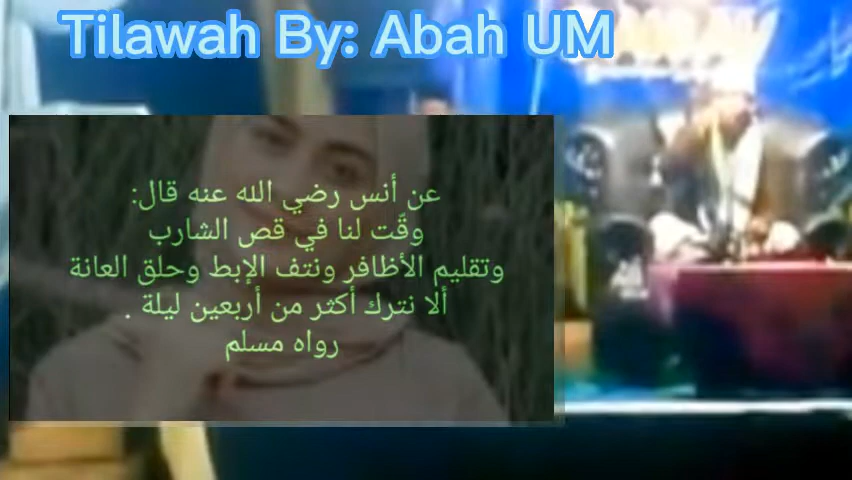 Tilawah By: Abah UM
عن أنس رضي الله عنه قال:
وقّت لنا في قص الشارب
وتقليم الأظافر ونتف الإبط وحلق العانة
ألا نترك أكثر من أربعين ليلة .
رواه مسلم